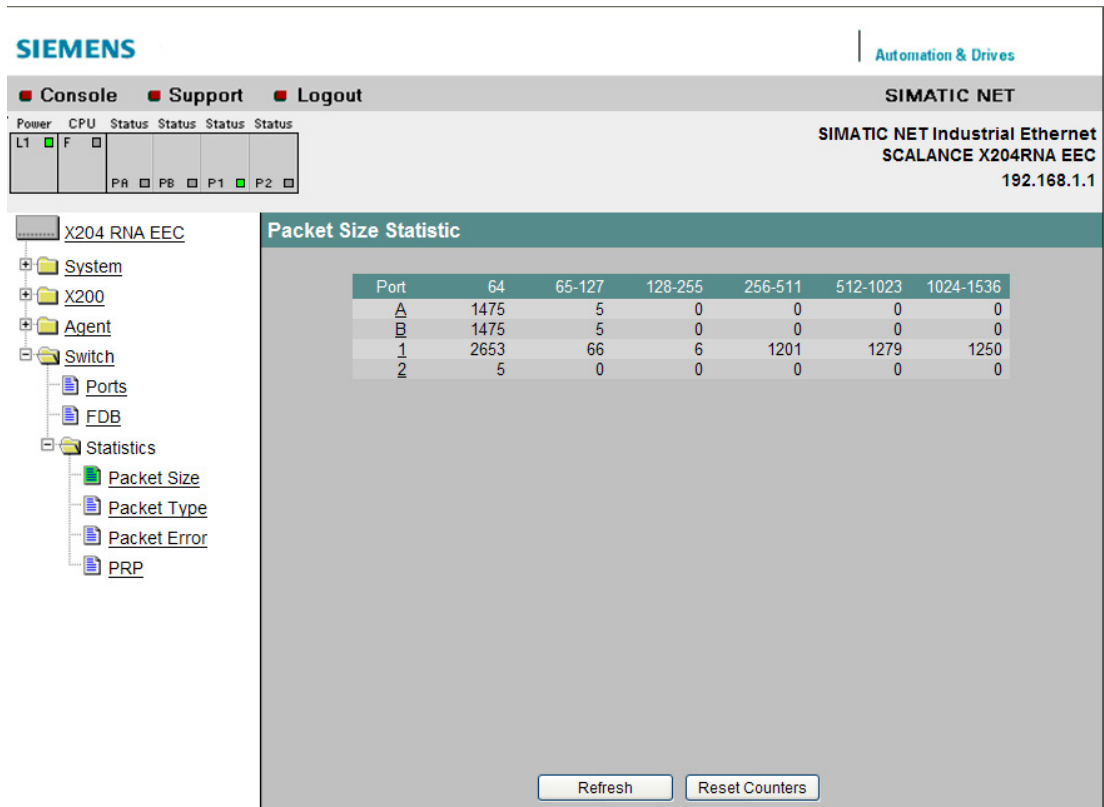 SIEMENS
Automation & Drives
Console Support Logout SIMATIC NET
Power CPU Status Status Status Status
L1 F
PA PB P1 P2
SIMATIC NET Industrial Ethernet
SCALANCE X204RNA EEC
192.168.1.1
X204 RNA EEC
System
X200
Agent
Switch
Ports
FDB
Statistics
Packet Size
Packet Type
Packet Error
PRP
Packet Size Statistic
Port 64 65-127 128-255 256-511 512-1023 1024-1536
A 1475 5 0 0 0 0
B 1475 5 0 0 0 0
1 2653 66 6 1201 1279 1250
2 5 0 0 0 0 0
Refresh Reset Counters